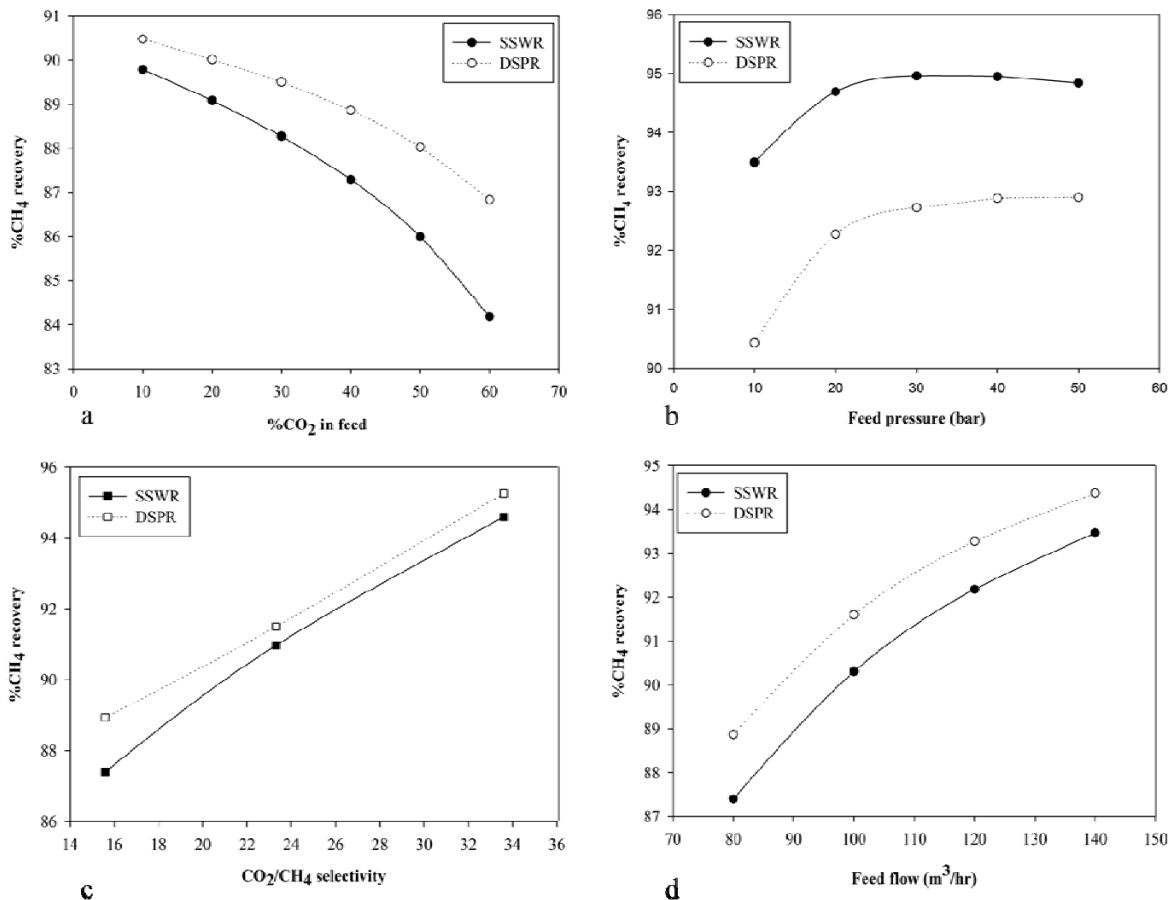 91
90
89
88
87
86
85
84
83
%CH4 recovery
SSWR
DSPR
0 10 20 30 40 50 60 70
a
%CO2 in feed
96
95
94
93
92
91
90
%CH4 recovery
SSWR
DSPR
0 10 20 30 40 50 60
b
Feed pressure (bar)
96
94
92
90
88
86
%CH4 recovery
SSWR
DSPR
14 16 18 20 22 24 26 28 30 32 34 36
c
CO2/CH4 selectivity
95
94
93
92
91
90
89
88
87
%CH4 recovery
SSWR
DSPR
70 80 90 100 110 120 130 140 150
d
Feed flow (m3/hr)